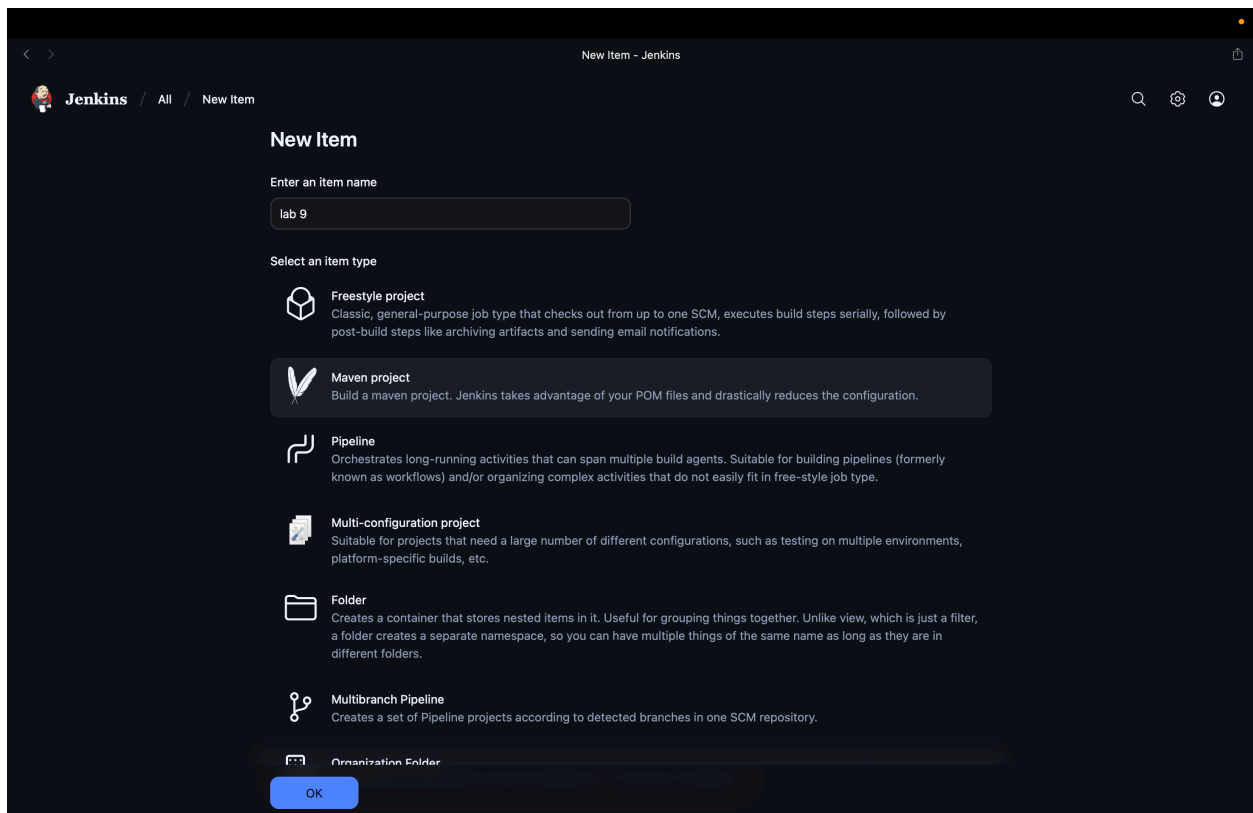 New Item - Jenkins
Jenkins / All / New Item
New Item
Enter an item name
lab 9
Select an item type
Freestyle project
Classic, general-purpose job type that checks out from up to one SCM, executes build steps serially, followed by
post-build steps like archiving artifacts and sending email notifications.
Maven project
Build a maven project. Jenkins takes advantage of your POM files and drastically reduces the configuration.
Pipeline
Orchestrates long-running activities that can span multiple build agents. Suitable for building pipelines (formerly
known as workflows) and/or organizing complex activities that do not easily fit in free-style job type.
Multi-configuration project
Suitable for projects that need a large number of different configurations, such as testing on multiple environments,
platform-specific builds, etc.
Folder
Creates a container that stores nested items in it. Useful for grouping things together. Unlike view, which is just a filter,
a folder creates a separate namespace, so you can have multiple things of the same name as long as they are in
different folders.
Multibranch Pipeline
Creates a set of Pipeline projects according to detected branches in one SCM repository.
Organization Folder
OK